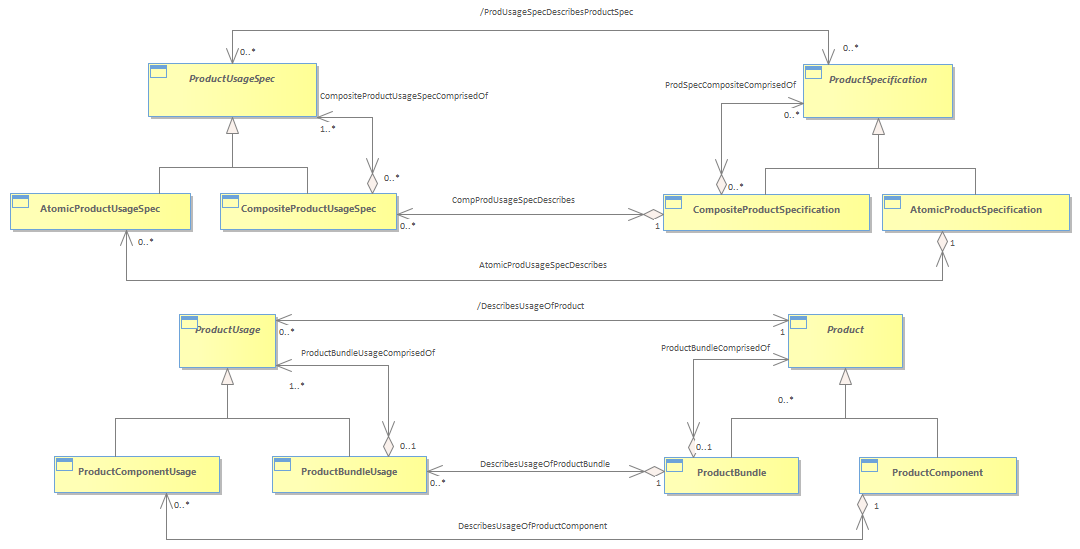 /ProdUsageSpecDescribesProductSpec
0..*
0..*
ProductUsageSpec
ProductSpecification
CompositeProductUsageSpecComprisedOf
ProdSpecCompositeComprisedOf
1..*
0..*
0..*
0..*
AtomicProductUsageSpec
CompositeProductUsageSpec
CompProdUsageSpecDescribes
CompositeProductSpecification
AtomicProductSpecification
0..*
1
0..*
1
AtomicProdUsageSpecDescribes
/DescribesUsageOfProduct
ProductUsage
0..*
1
Product
ProductBundleUsageComprisedOf
ProductBundleComprisedOf
1..*
0..*
0..1
0..1
ProductComponentUsage
ProductBundleUsage
DescribesUsageOfProductBundle
ProductBundle
ProductComponent
0..*
1
0..*
1
DescribesUsageOfProductComponent